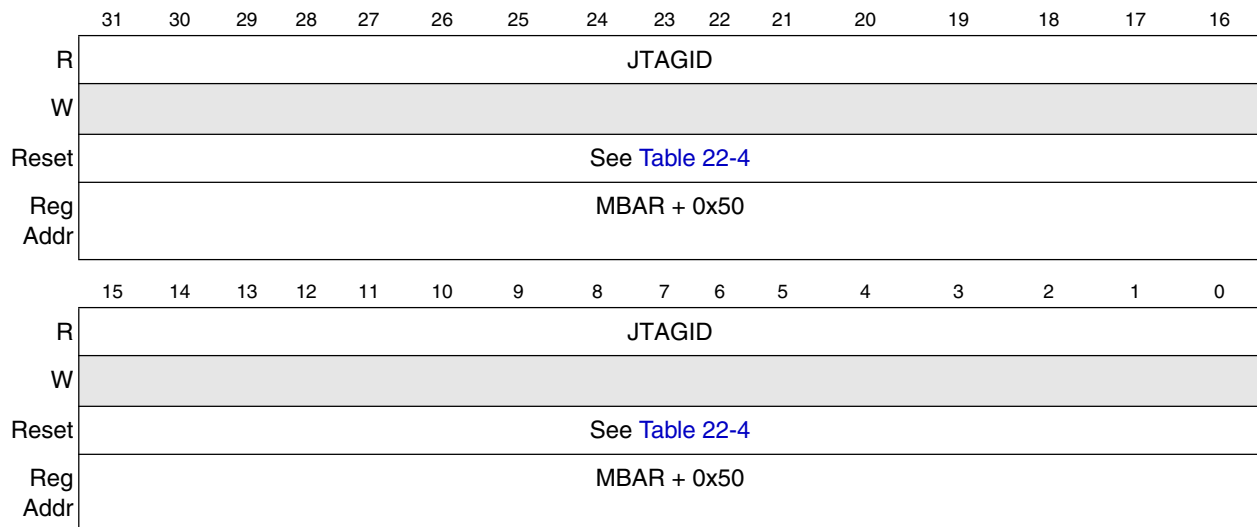 31 30 29 28 27 26 25 24 23 22 21 20 19 18 17 16
R JTAGID
W
Reset See Table 22-4
Reg MBAR + 0x50
Addr
15 14 13 12 11 10 9 8 7 6 5 4 3 2 1 0
R JTAGID
W
Reset See Table 22-4
Reg MBAR + 0x50
Addr